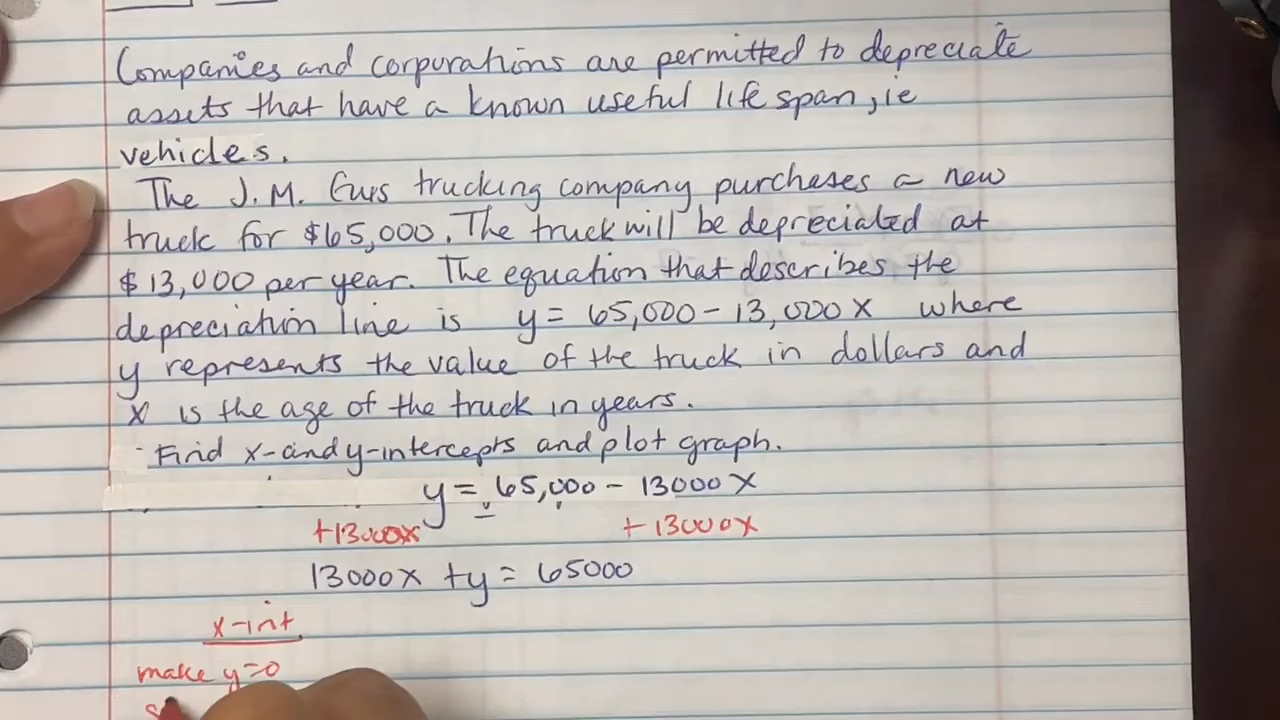 Companies and corporations are permitted to depreciate
assets that have a known useful life span, ie
vehicles.
The J.M. Eurs trucking company purchases a new
truck for $65,000. The truck will be depreciated at
$13,000 per year. The equation that describes the
depreciation line is y = 65,000 - 13,000x where
y represents the value of the truck in dollars and
x is the age of the truck in years.
Find x-and y-intercepts and plot graph.
y = 65,000 - 13000x
+13000x +13000x
13000x + y = 65000
x-int
make y=0